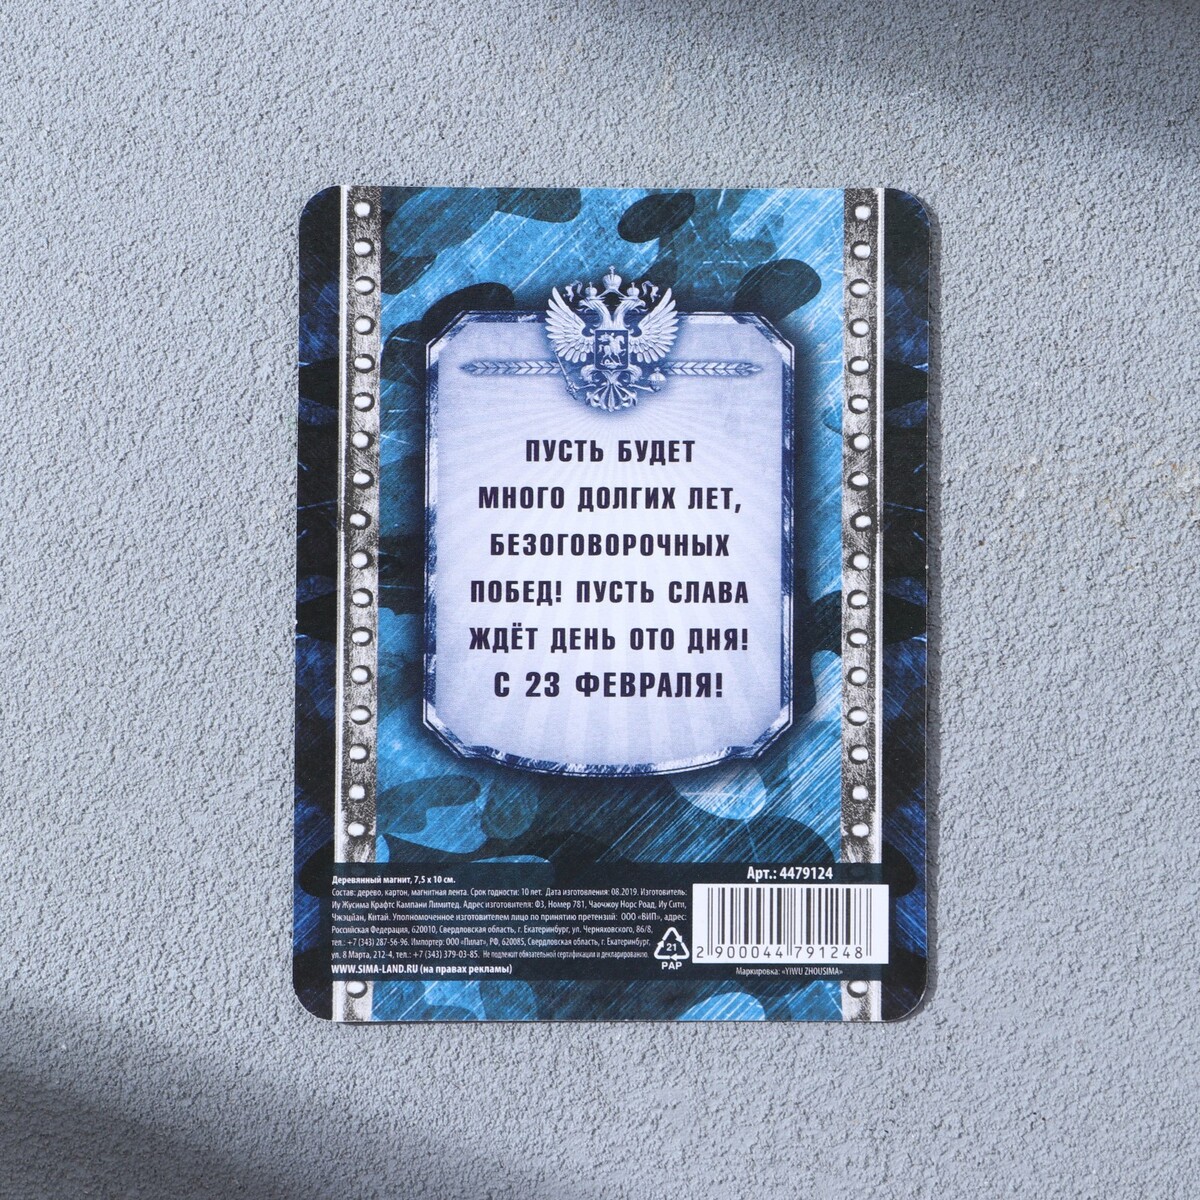 ПУСТЬ БУДЕТ
МНОГО ДОЛГИХ ЛЕТ,
БЕЗОГОВОРОЧНЫХ
ПОБЕД! ПУСТЬ СЛАВА
ЖДЁТ ДЕНЬ ОТО ДНЯ!
С 23 ФЕВРАЛЯ!
Деревянный магнит, 7,5 х 10 см.
Состав: дерево, картон, магнитная лента. Срок годности: 10 лет. Дата изготовления: 08.2019. Изготовитель:
Иу Жусима Крафтс Кампани Лимитед. Адрес изготовителя: Ф3, Номер 781, Чаочжоу Норс Роад, Иу Сити,
Чжэцйан, Китай. Уполномоченное изготовителем лицо по принятию претензий: ООО «ВИП», адрес:
Российская Федерация, 620010, Свердловская область, г. Екатеринбург, ул. Черняховского, 86/8,
тел.: +7 (343) 287-56-96. Импортер: ООО «Пилат», РФ, 620085, Свердловская область, г. Екатеринбург,
ул. 8 Марта, 212-4, тел.: +7 (343) 379-03-85. Не подлежит обязательной сертификации и декларированию.
WWW.SIMA-LAND.RU (на правах рекламы)
21
PAP
Арт.: 4479124
2 900044 791248
Маркировка: «YIWU ZHOUSIMA»